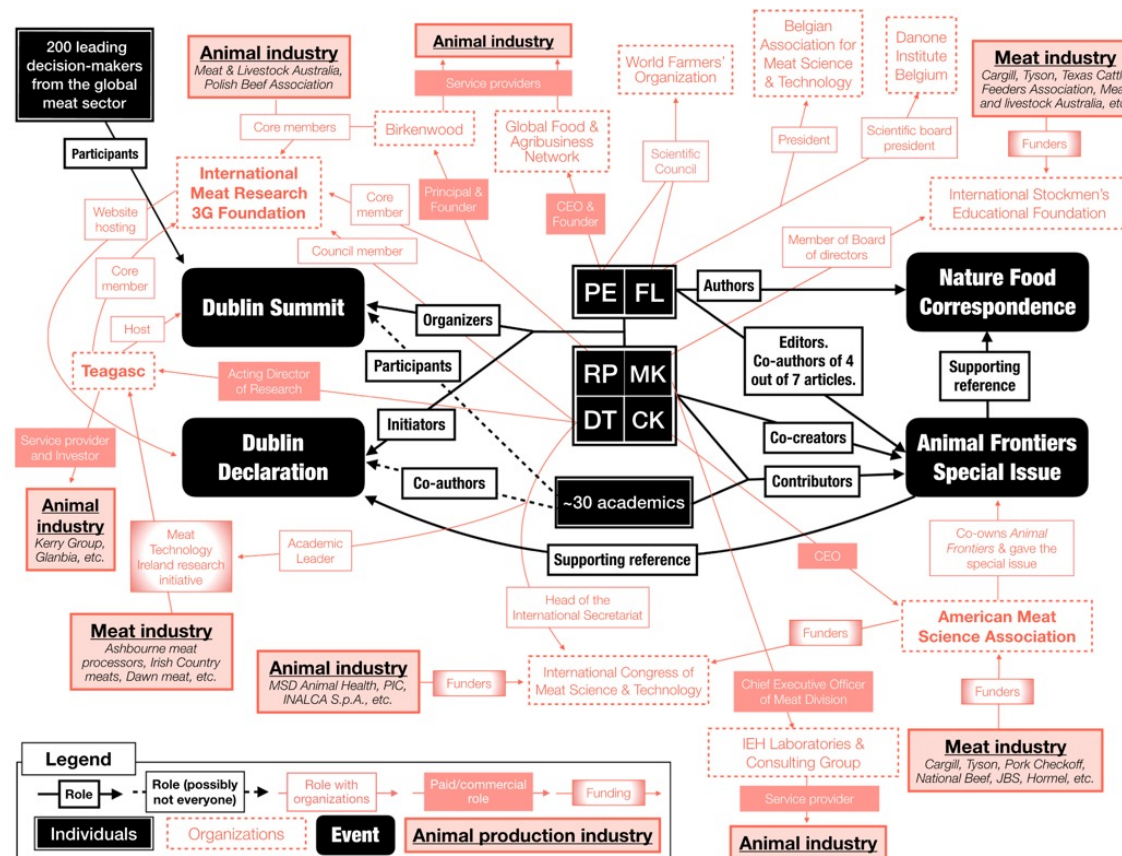 200 leading
decision-makers
from the global
meat sector
Participants
Animal industry
Meat & Livestock Australia,
Polish Beef Association
Core members
Animal industry
Service providers
Birkenwood
Global Food &
Agribusiness
Network
World Farmers'
Organization
Scientific
Council
Belgian
Association for
Meat Science &
Technology
President
Danone
Institute
Belgium
Scientific board
president
Meat industry
Cargill, Tyson, Texas Cattle
Feeders Association, Meat
and livestock Australia, etc
Funders
International Stockmen's
Educational Foundation
Member of Board
of directors
International
Meat Research
3G Foundation
Website
hosting
Core
member
Core
member
Council member
Principal &
Founder
CEO &
Founder
Host
Teagasc
Dublin Summit
Organizers
Participants
Acting Director
of Research
Initiators
Dublin
Declaration
Co-authors
PE
FL
RP
MK
DT
CK
Authors
Nature Food
Correspondence
Editors.
Co-authors of 4
out of 7 articles.
Supporting
reference
Co-creators
Contributors
Animal Frontiers
Special Issue
~30 academics
Supporting reference
Service provider
and Investor
Animal
industry
Kerry Group,
Glanbia, etc.
Meat
Technology
Ireland research
initiative
Academic
Leader
Meat industry
Ashbourne meat
processors, Irish Country
meats, Dawn meat, etc.
Head of the
International Secretariat
Animal industry
MSD Animal Health, PIC,
INALCA S.p.A., etc.
Funders
International Congress of
Meat Science & Technology
Funders
CEO
Co-owns Animal
Frontiers & gave the
special issue
American Meat
Science Association
Funders
Meat industry
Cargill, Tyson, Pork Checkoff,
National Beef, JBS, Hormel, etc.
Chief Executive Officer
of Meat Division
IEH Laboratories &
Consulting Group
Service provider
Animal industry
Legend
Role
Role (possibly
not everyone)
Role with
organizations
Paid/commercial
role
Funding
Individuals
Organizations
Event
Animal production industry